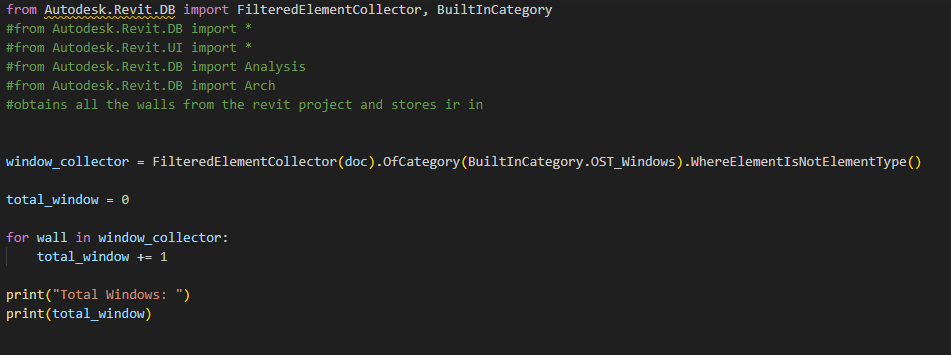 from Autodesk.Revit.DB import FilteredElementCollector, BuiltInCategory
#from Autodesk.Revit.DB import *
#from Autodesk.Revit.UI import *
#from Autodesk.Revit.DB import Analysis
#from Autodesk.Revit.DB import Arch
#obtains all the walls from the revit project and stores ir in
window_collector = FilteredElementCollector(doc).OfCategory(BuiltInCategory.OST_Windows).WhereElementIsNotElementType()
total_window = 0
for wall in window_collector:
    total_window += 1
print("Total Windows: ")
print(total_window)